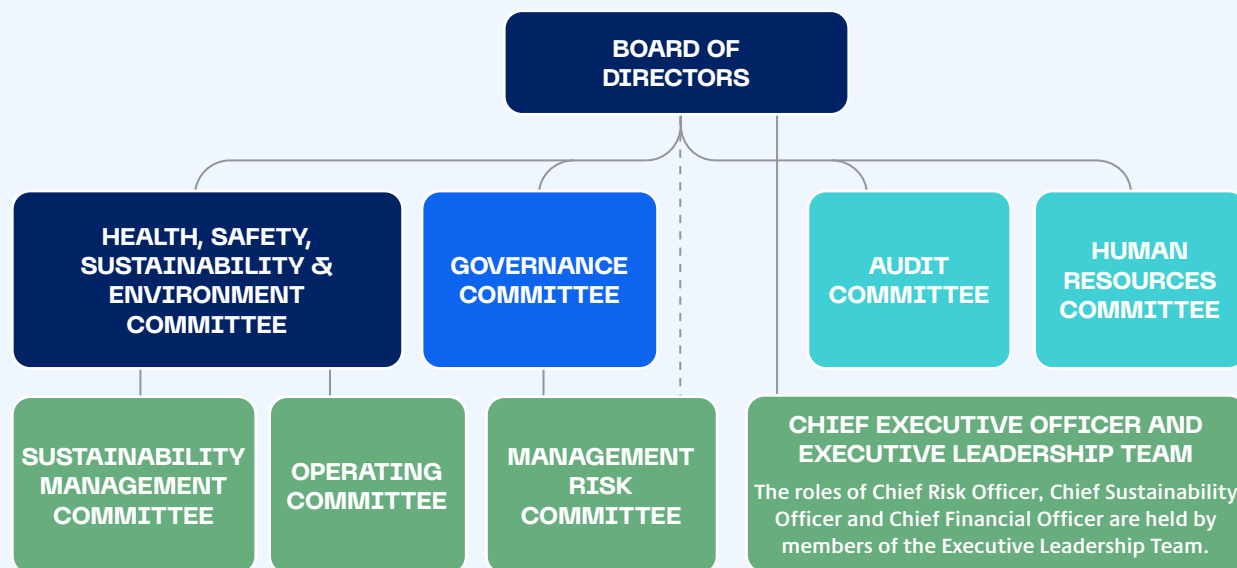 BOARD OF
DIRECTORS
HEALTH, SAFETY,
SUSTAINABILITY &
ENVIRONMENT
COMMITTEE
GOVERNANCE
COMMITTEE
AUDIT
COMMITTEE
HUMAN
RESOURCES
COMMITTEE
SUSTAINABILITY
MANAGEMENT
COMMITTEE
OPERATING
COMMITTEE
MANAGEMENT
RISK
COMMITTEE
CHIEF EXECUTIVE OFFICER AND
EXECUTIVE LEADERSHIP TEAM
The roles of Chief Risk Officer, Chief Sustainability
Officer and Chief Financial Officer are held by
members of the Executive Leadership Team.